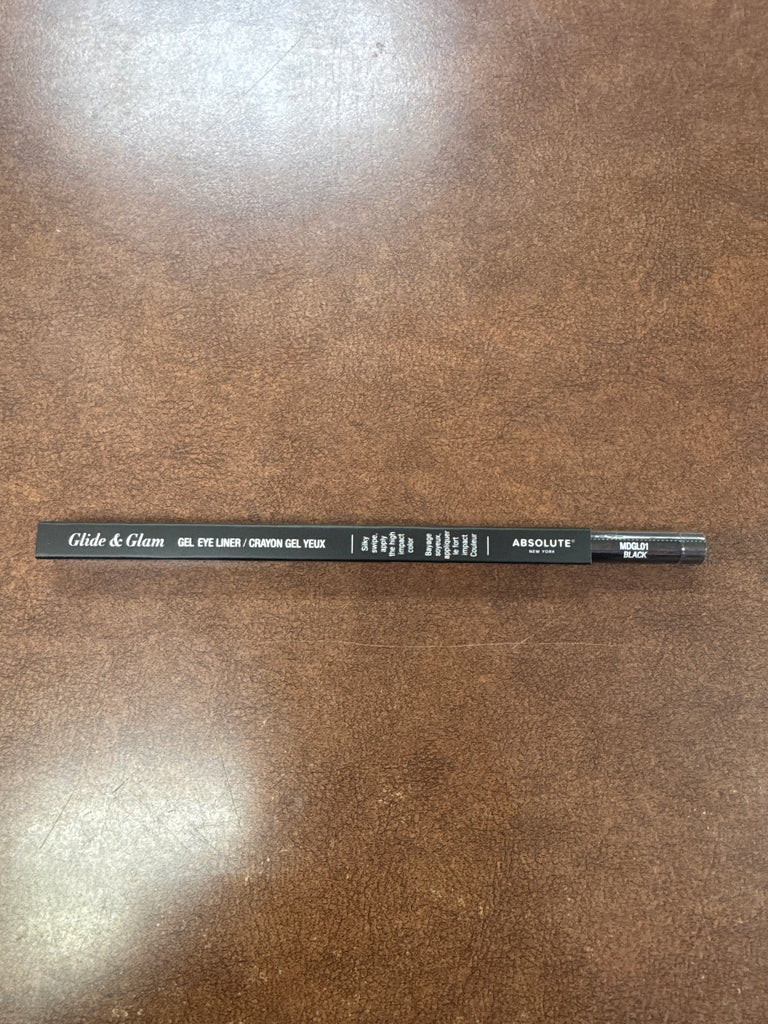 Glide & Glam GEL EYE LINER / CRAYON GEL YEUX
Silky
swipe,
apply
the high
impact
color
Bayage
soyeux,
appliquer
le fort
impact
Couleur
ABSOLUTE
NEW YORK
MDGL01
BLACK